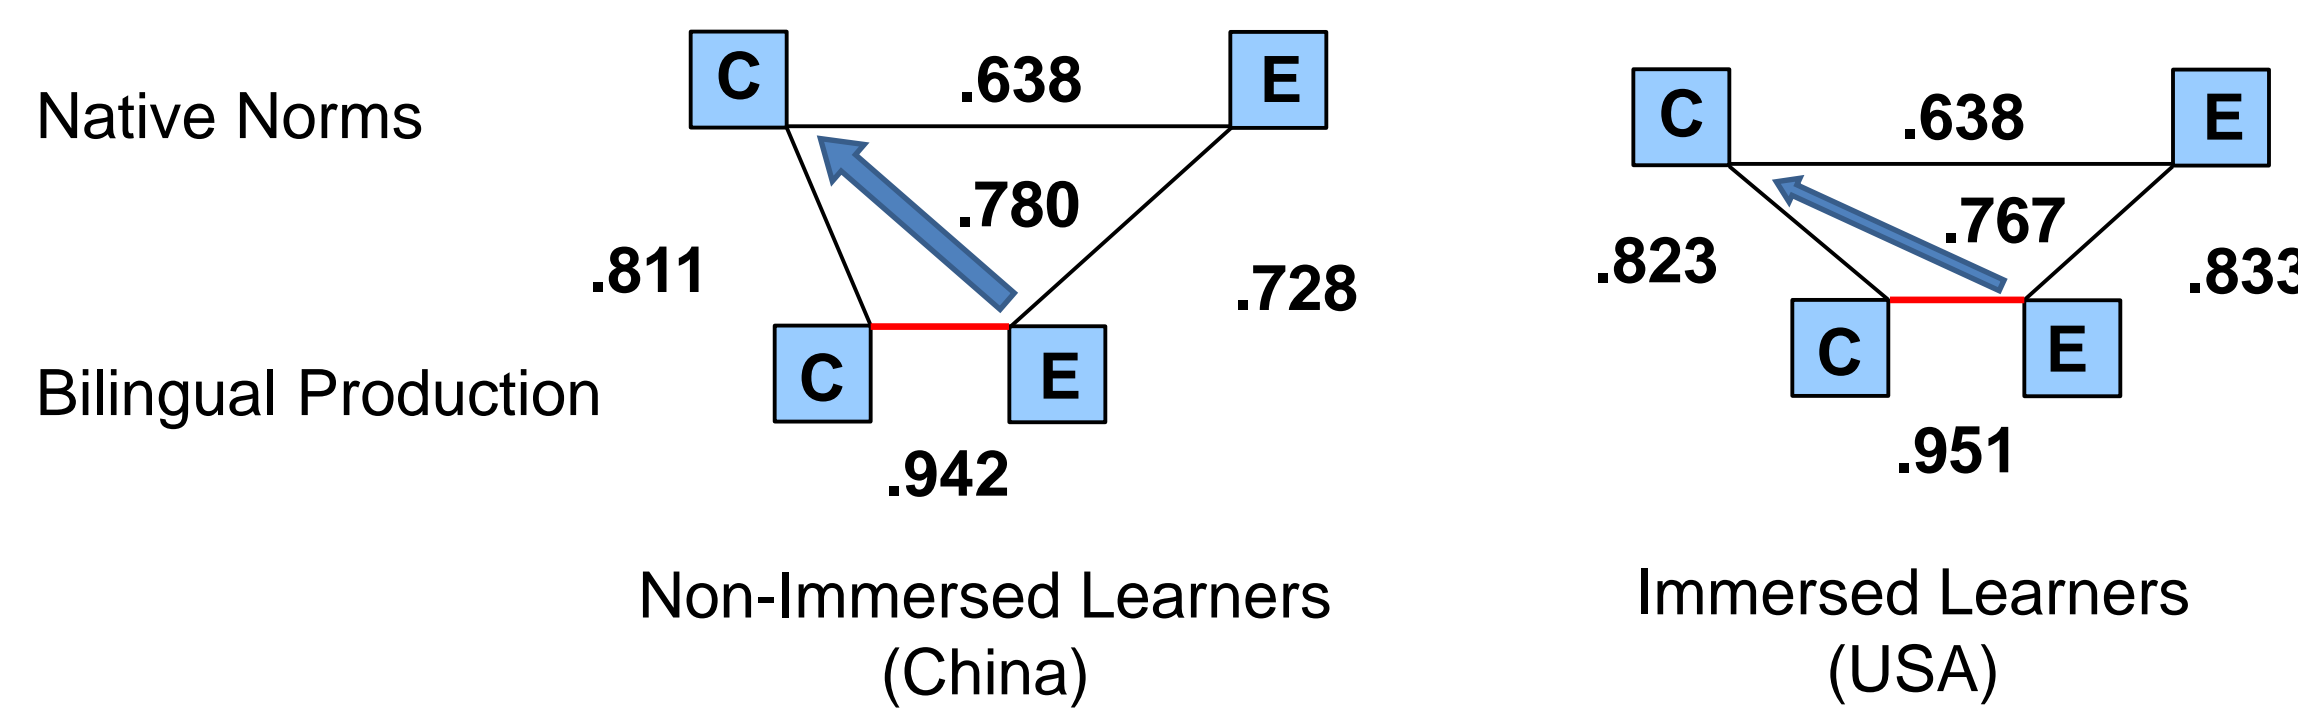 Native Norms
C .638 E
.780
.811 .728
Bilingual Production
C E
.942
Non-Immersed Learners
(China)
C .638 E
.767
.823 .833
C E
.951
Immersed Learners
(USA)